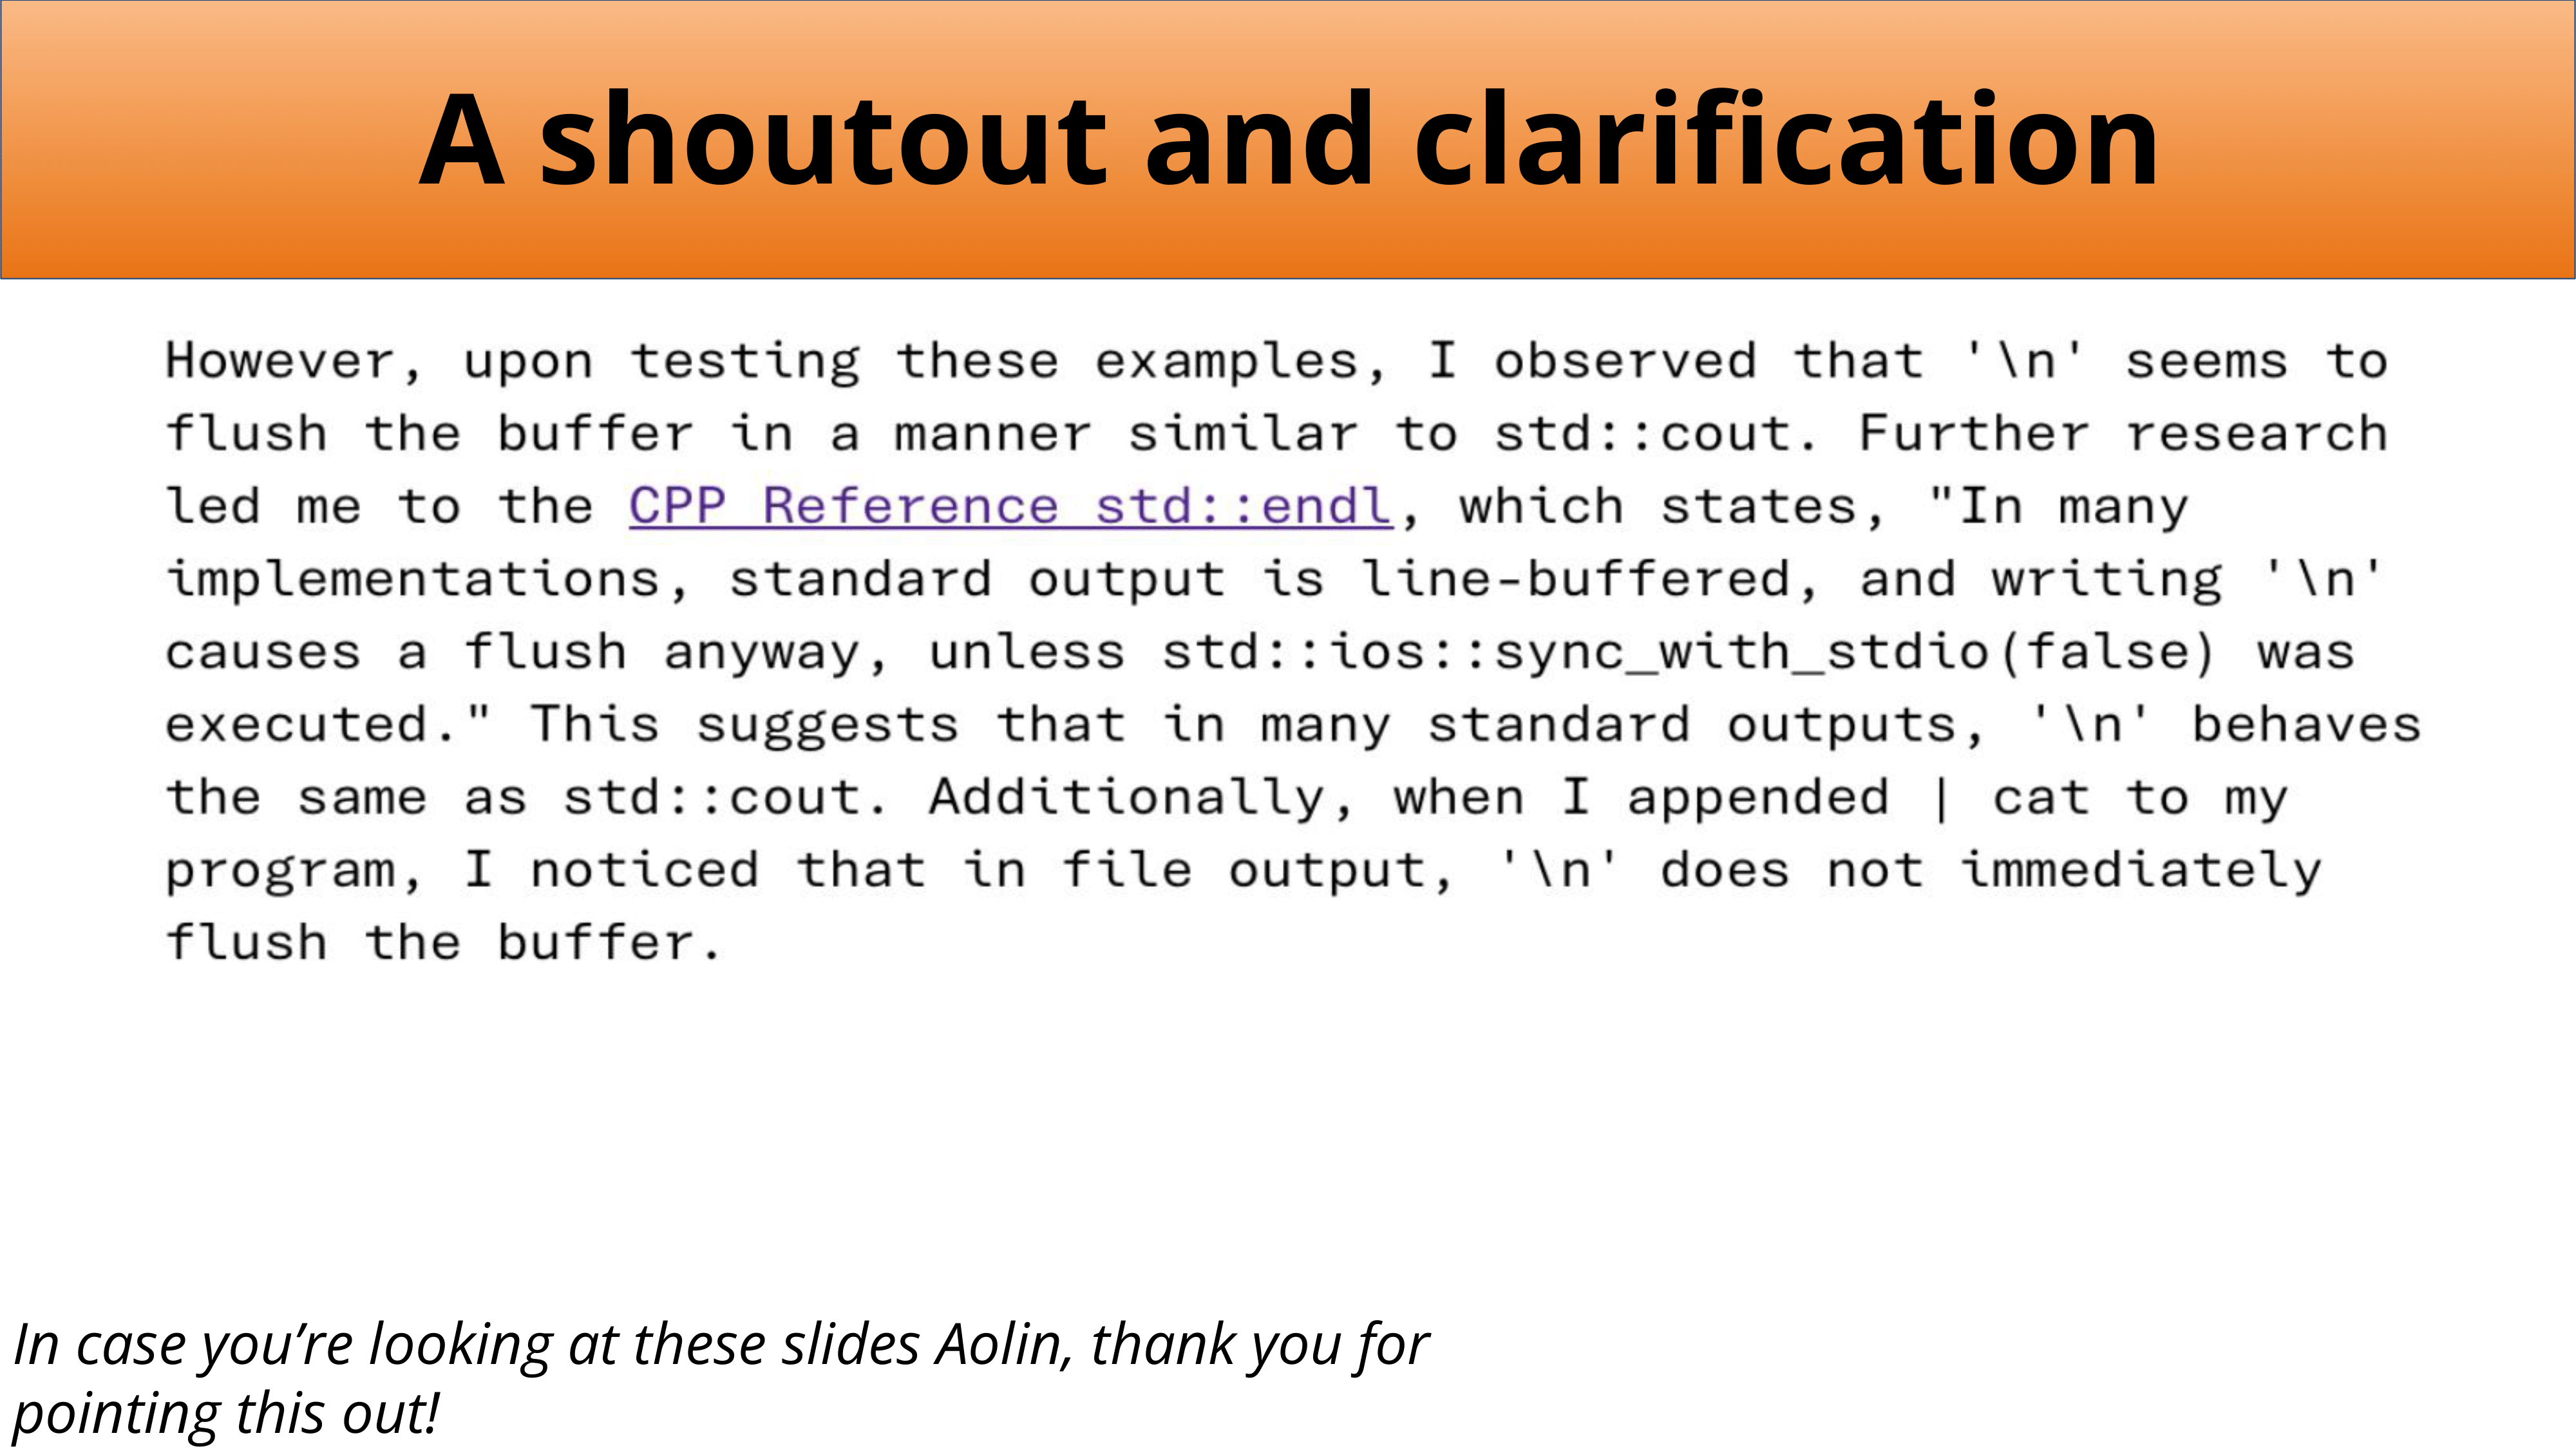 A shoutout and clarification
However, upon testing these examples, I observed that '\n' seems to
flush the buffer in a manner similar to std::cout. Further research
led me to the CPP Reference std::endl, which states, "In many
implementations, standard output is line-buffered, and writing '\n'
causes a flush anyway, unless std::ios::sync_with_stdio(false) was
executed." This suggests that in many standard outputs, '\n' behaves
the same as std::cout. Additionally, when I appended | cat to my
program, I noticed that in file output, '\n' does not immediately
flush the buffer.
In case you’re looking at these slides Aolin, thank you for
pointing this out!